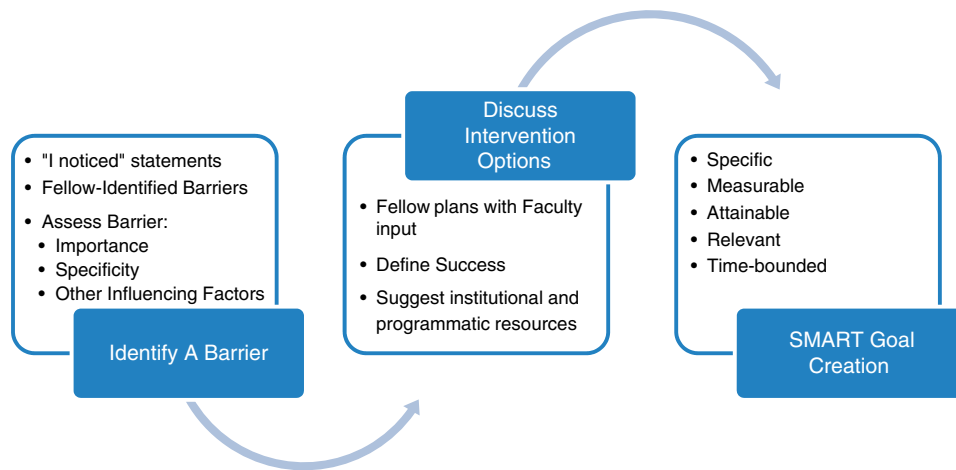 • "I noticed" statements
• Fellow-Identified Barriers
• Assess Barrier:
• Importance
• Specificity
• Other Influencing Factors
Identify A Barrier
Discuss
Intervention
Options
• Fellow plans with Faculty
input
• Define Success
• Suggest institutional and
programmatic resources
• Specific
• Measurable
• Attainable
• Relevant
• Time-bounded
SMART Goal
Creation